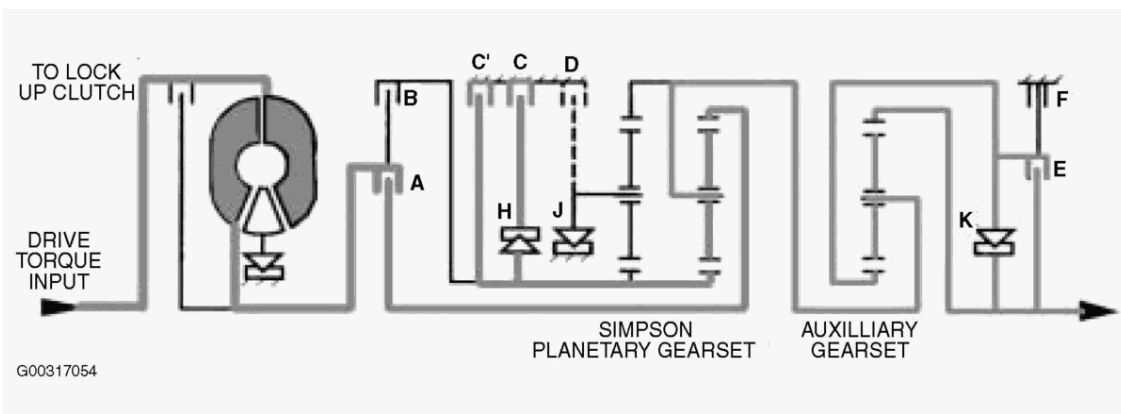 TO LOCK
UP CLUTCH
B
A
C'
C
D
H
J
F
E
K
DRIVE
TORQUE
INPUT
SIMPSON
PLANETARY GEARSET
AUXILLIARY
GEARSET
G00317054